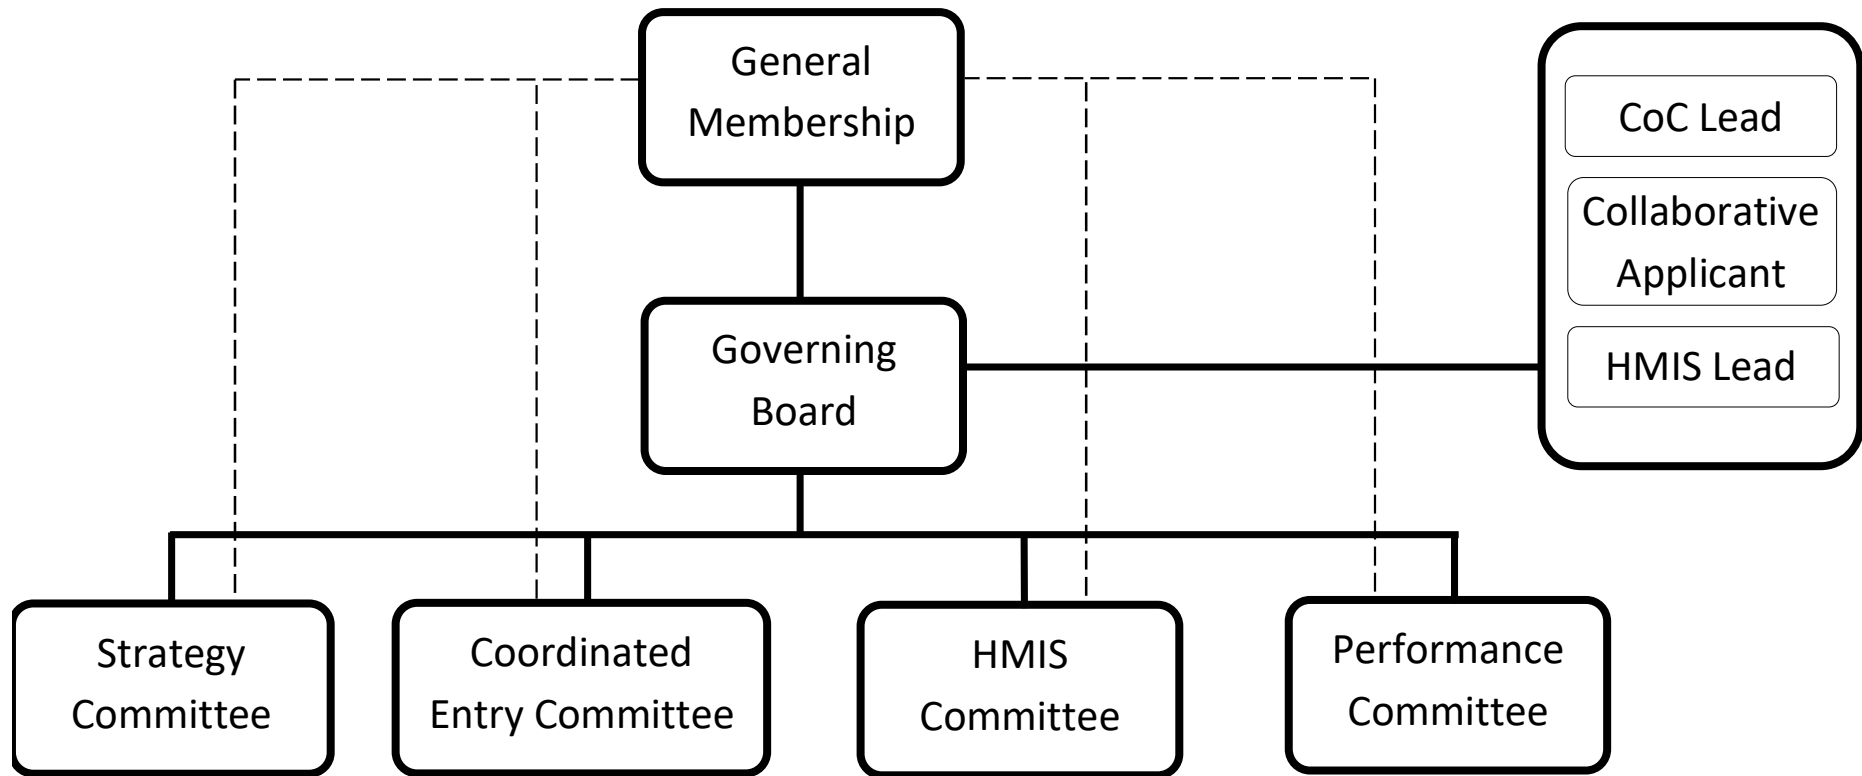 General
Membership
CoC Lead
Collaborative
Applicant
HMIS Lead
Governing
Board
Strategy
Committee
Coordinated
Entry Committee
HMIS
Committee
Performance
Committee